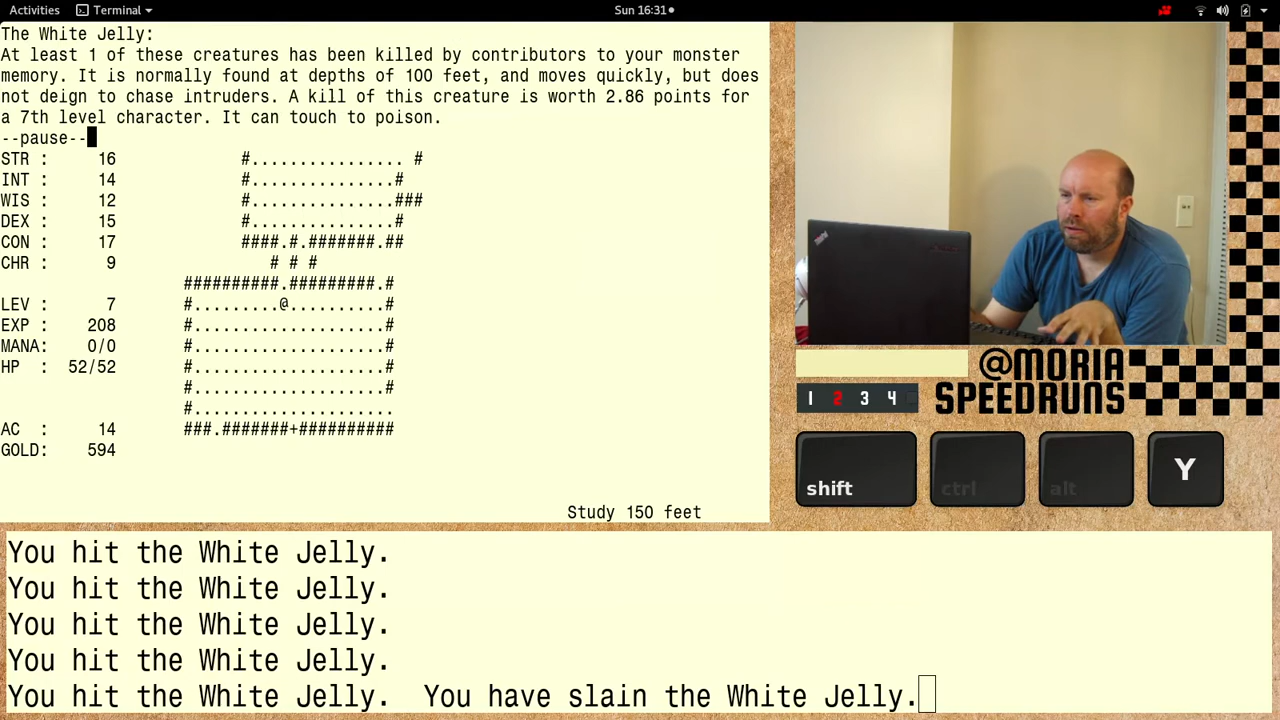 Activities Terminal Sun 16:31
The White Jelly:
At least 1 of these creatures has been killed by contributors to your monster
memory. It is normally found at depths of 100 feet, and moves quickly, but does
not deign to chase intruders. A kill of this creature is worth 2.86 points for
a 7th level character. It can touch to poison.
--pause--
STR : 16 #................ #
INT : 14 #...............#
WIS : 12 #...............###
DEX : 15 #...............#
CON : 17 ####.#.#######.##
CHR : 9 # # #
##########.#########.#
LEV : 7 #.........@..........#
EXP : 208 #....................#
MANA: 0/0 #....................#
HP : 52/52 #....................#
#....................#
#.....................
AC : 14 ###.#######+##########
GOLD: 594
Study 150 feet
@MORIA
SPEEDRUNS
1 2 3 4
shift ctrl alt Y
You hit the White Jelly.
You hit the White Jelly.
You hit the White Jelly.
You hit the White Jelly.
You hit the White Jelly. You have slain the White Jelly.